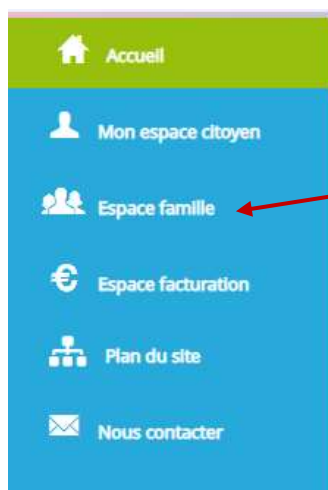 Accueil
Mon espace citoyen
Espace famille
Espace facturation
Plan du site
Nous contacter